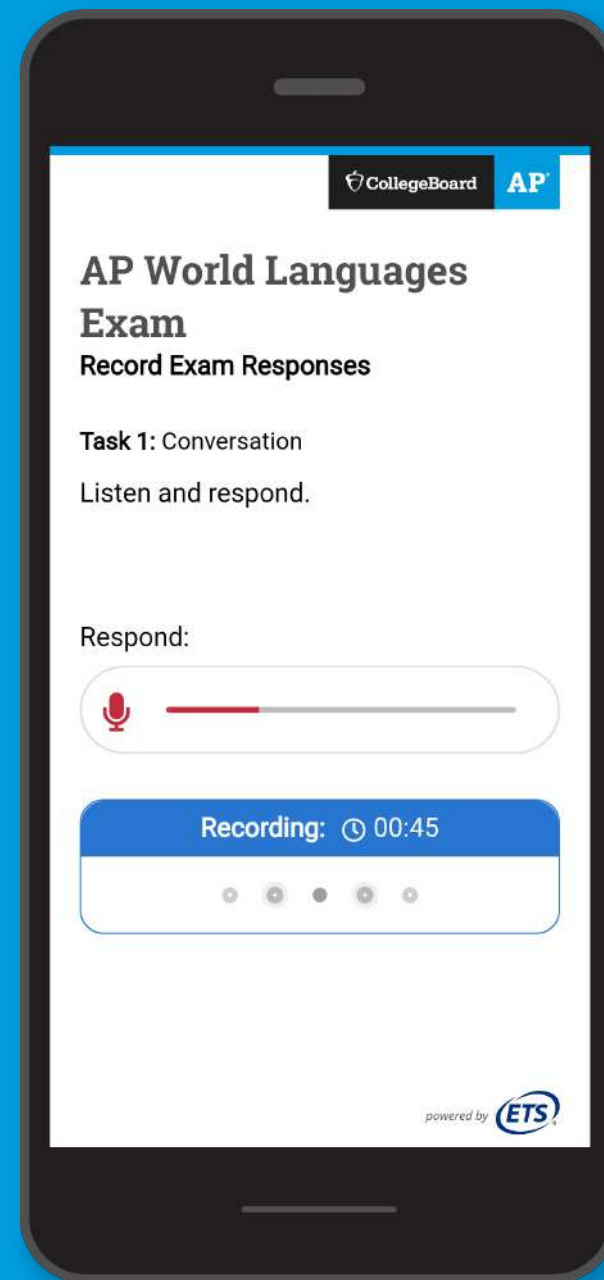 CollegeBoard AP
AP World Languages
Exam
Record Exam Responses
Task 1: Conversation
Listen and respond.
Respond:
Recording: 00:45
powered by ETS